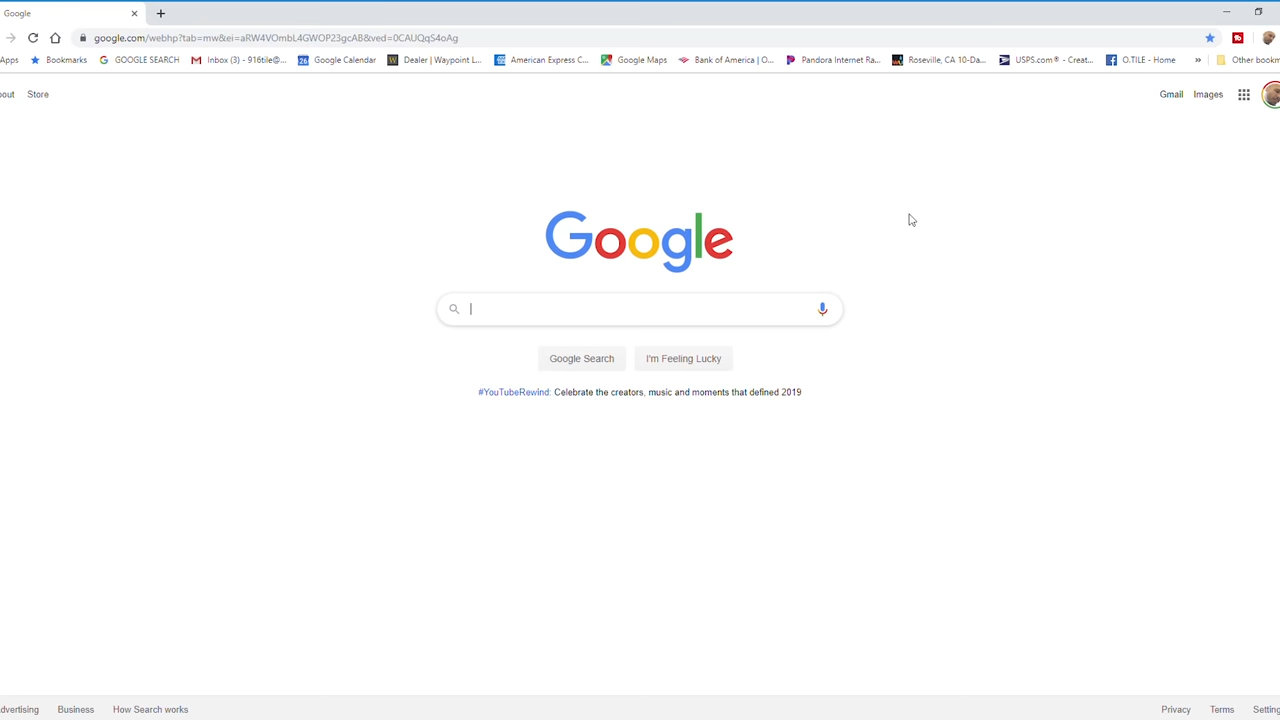 Google
google.com/webhp?tab=mw&ei=aRW4VOmbL4GWOP23gcAB&ved=0CAUQqS4oAg
Apps Bookmarks GOOGLE SEARCH Inbox (3) - 916tile@... 26 Google Calendar W Dealer | Waypoint L... American Express C... Google Maps Bank of America | O... Pandora Internet Ra... Roseville, CA 10-Da... USPS.com® - Creat... O.TILE - Home » Other bookm
out Store Gmail Images
Google
Google Search I'm Feeling Lucky
#YouTubeRewind: Celebrate the creators, music and moments that defined 2019
dvertising Business How Search works Privacy Terms Setting